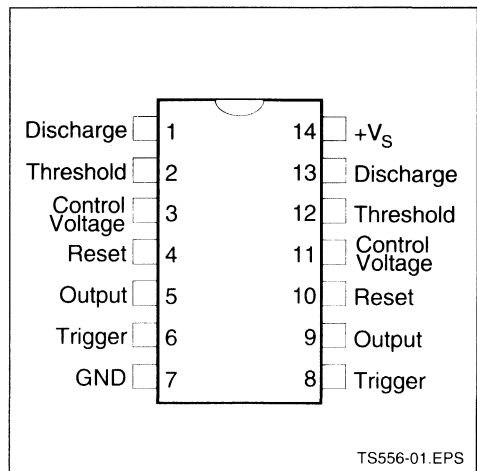 Discharge 1 14 +VS
Threshold 2 13 Discharge
Control Voltage 3 12 Threshold
Reset 4 11 Control Voltage
Output 5 10 Reset
Trigger 6 9 Output
GND 7 8 Trigger
TS556-01.EPS